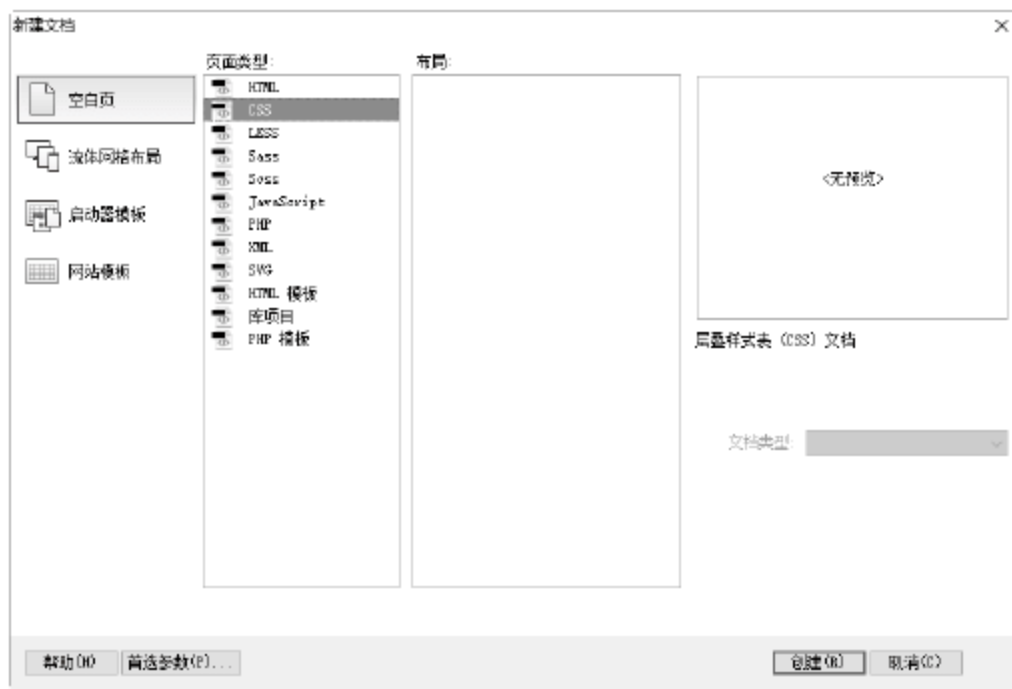 新建文档
空白页
流体网格布局
启动器模板
网站模板
页面类型:
HTML
CSS
LESS
Sass
Scss
JavaScript
PHP
XML
SVG
HTML 模板
库项目
PHP 模板
布局:
<无预览>
层叠样式表 (CSS) 文档
文档类型:
帮助(H)
首选参数(P)...
创建(R)
取消(C)